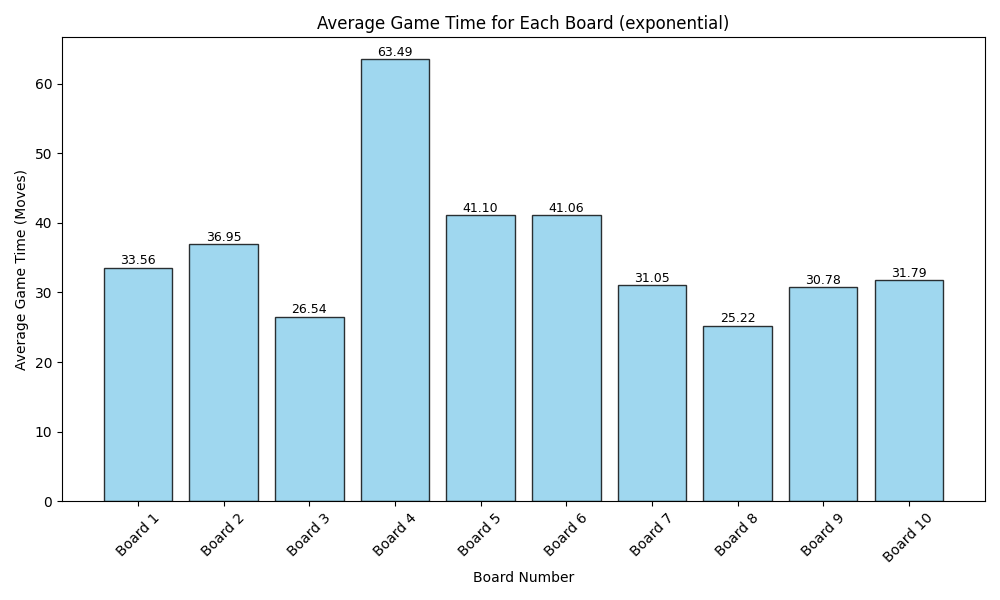 Average Game Time for Each Board (exponential)
Average Game Time (Moves)
60
50
40
30
20
10
0
33.56
36.95
26.54
63.49
41.10
41.06
31.05
25.22
30.78
31.79
Board 1
Board 2
Board 3
Board 4
Board 5
Board 6
Board 7
Board 8
Board 9
Board 10
Board Number